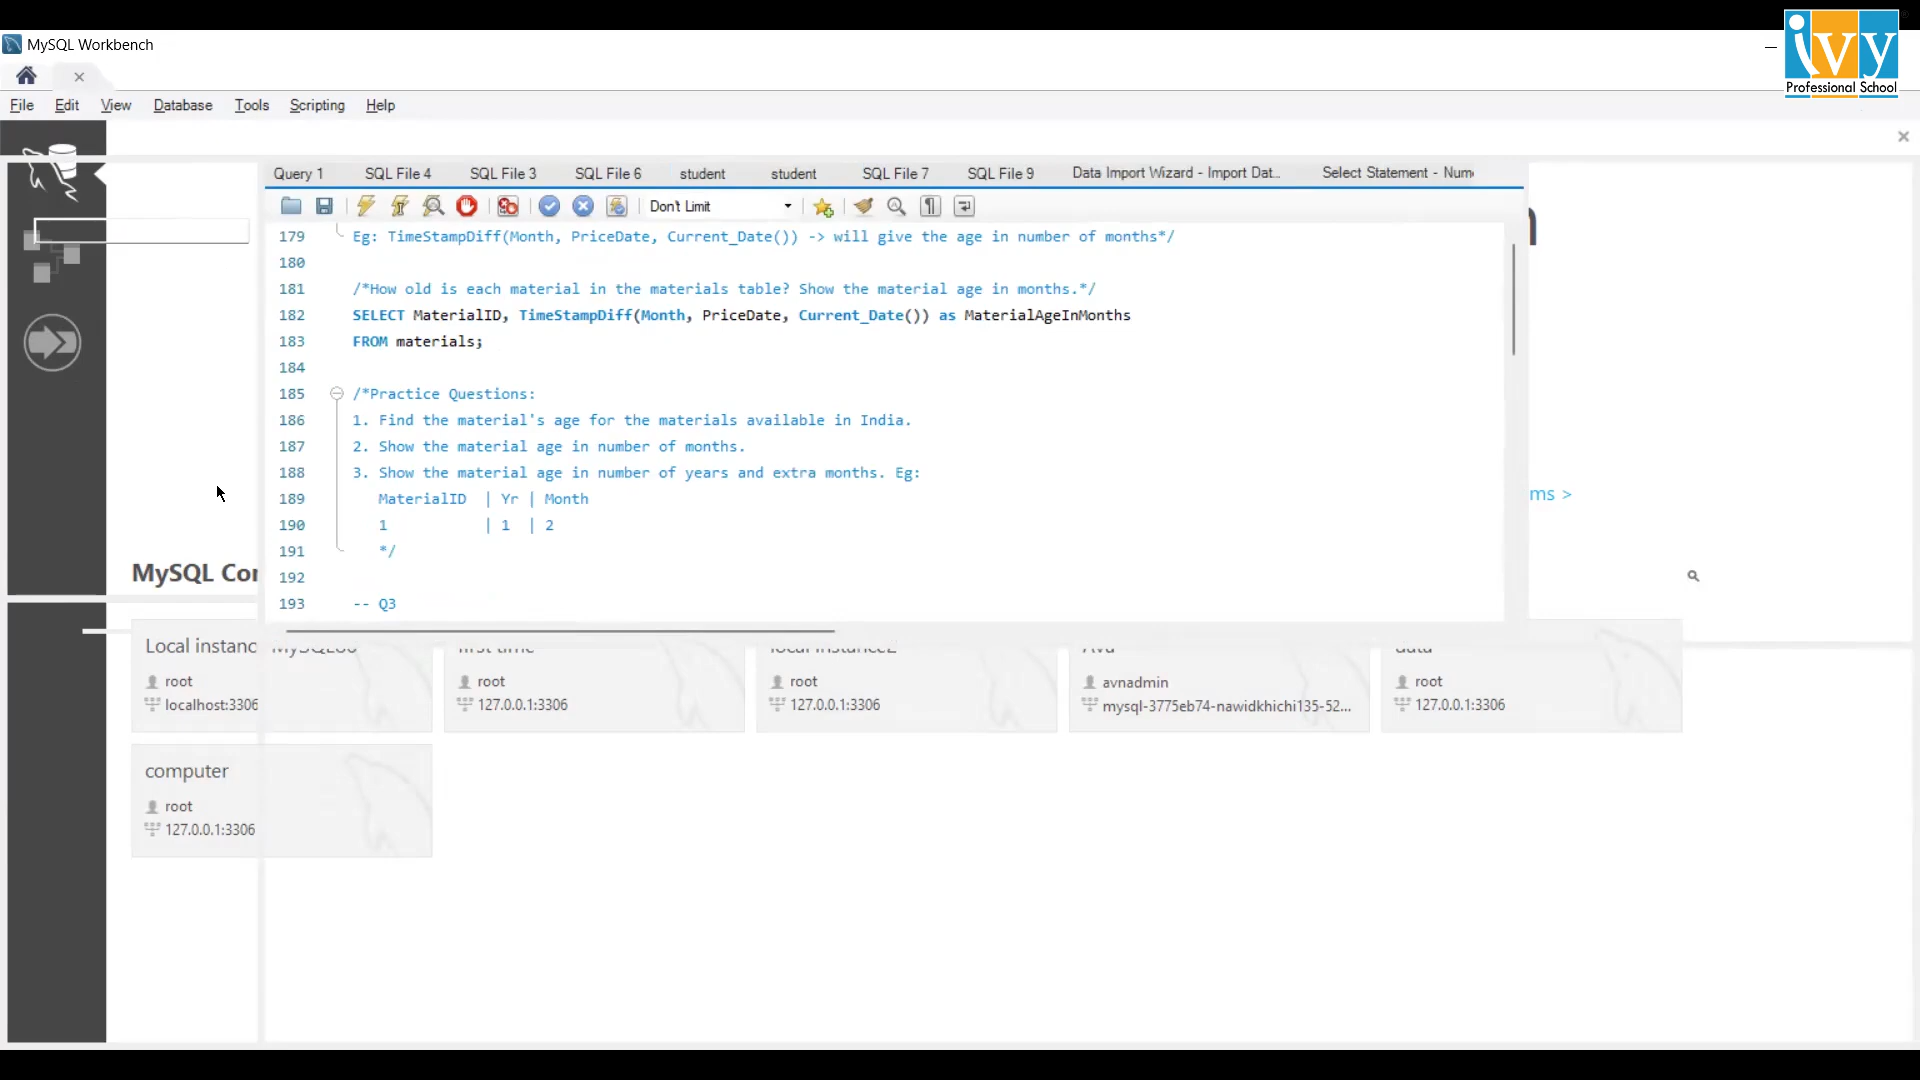 MySQL Workbench
ivy
Professional School
File Edit View Database Tools Scripting Help
Query 1 SQL File 4 SQL File 3 SQL File 6 student student SQL File 7 SQL File 9 Data Import Wizard - Import Dat... Select Statement - Num
Don't Limit
179 Eg: TimeStampDiff(Month, PriceDate, Current_Date()) -> will give the age in number of months*/
180
181 /*How old is each material in the materials table? Show the material age in months.*/
182 SELECT MaterialID, TimeStampDiff(Month, PriceDate, Current_Date()) as MaterialAgeInMonths
183 FROM materials;
184
185 /*Practice Questions:
186 1. Find the material's age for the materials available in India.
187 2. Show the material age in number of months.
188 3. Show the material age in number of years and extra months. Eg:
189 MaterialID | Yr | Month
190 1 | 1 | 2
191 */
192
193 -- Q3
ms >
MySQL Cor
Local instanc MySQL80 first time local instance2 Ava data
root root root avnadmin root
localhost:3306 127.0.0.1:3306 127.0.0.1:3306 mysql-3775eb74-nawidkhichi135-52... 127.0.0.1:3306
computer
root
127.0.0.1:3306